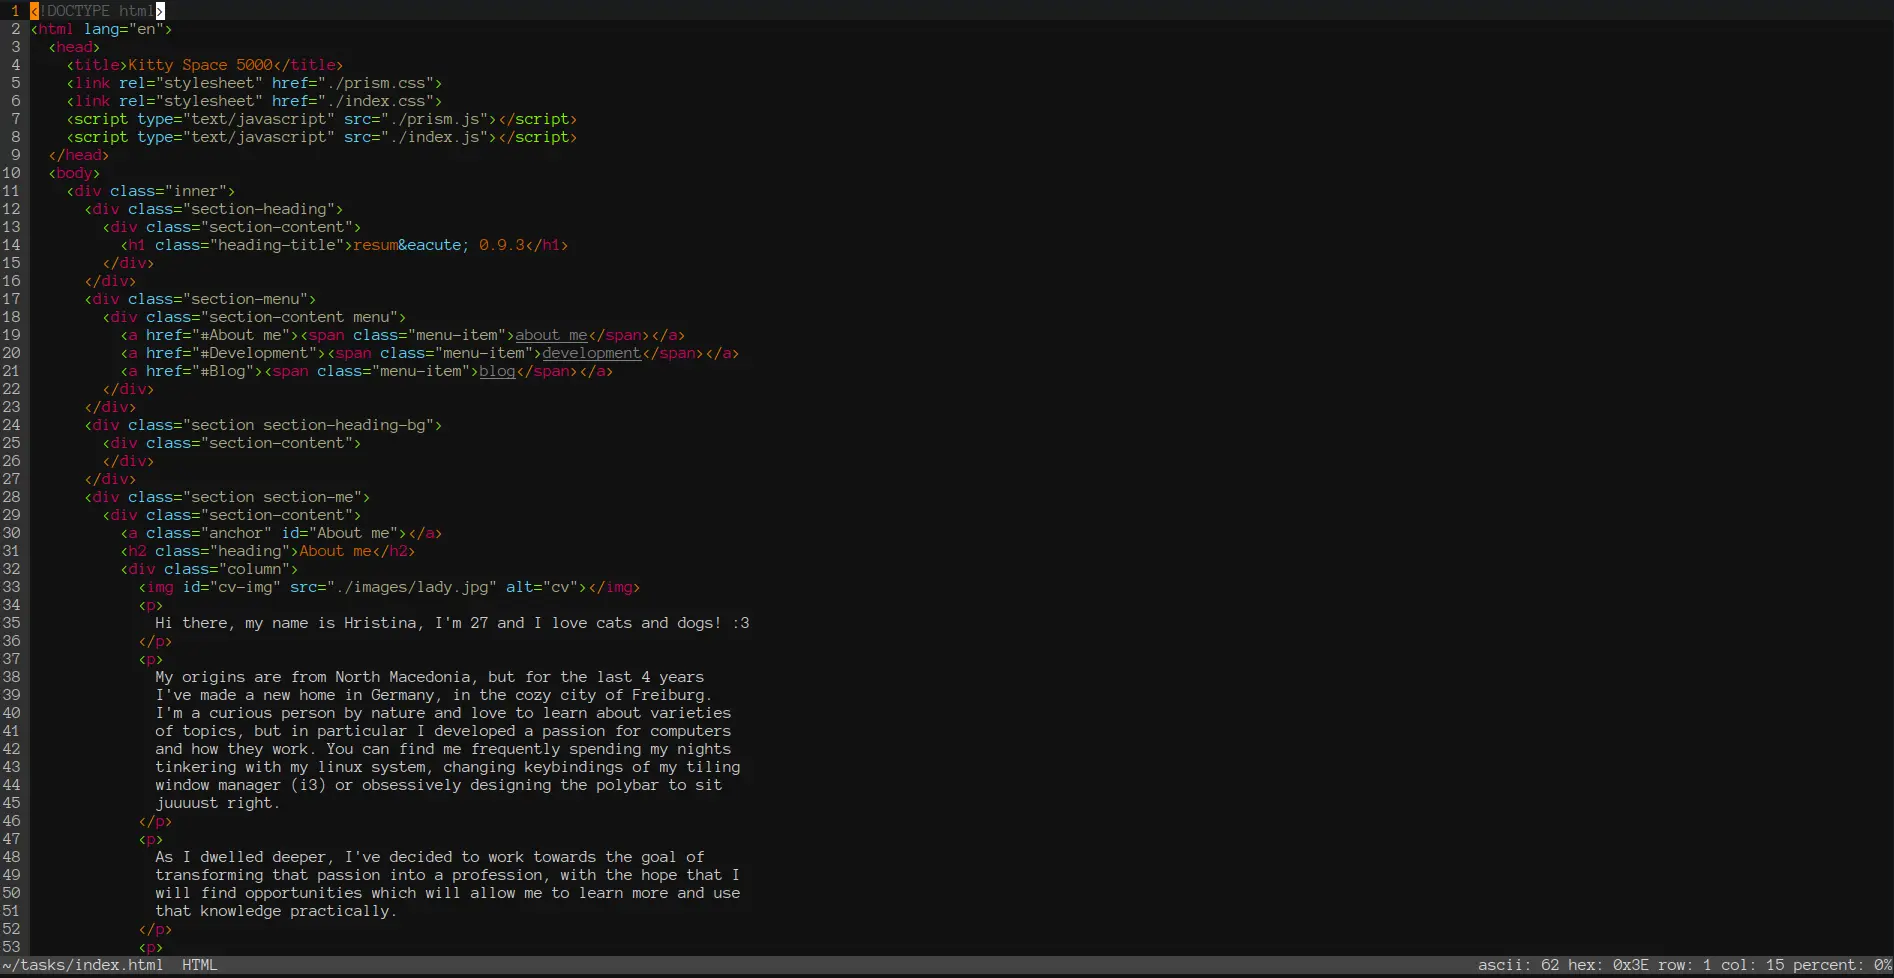 1 <!DOCTYPE html>
2 <html lang="en">
3   <head>
4     <title>Kitty Space 5000</title>
5     <link rel="stylesheet" href="./prism.css">
6     <link rel="stylesheet" href="./index.css">
7     <script type="text/javascript" src="./prism.js"></script>
8     <script type="text/javascript" src="./index.js"></script>
9   </head>
10   <body>
11     <div class="inner">
12       <div class="section-heading">
13         <div class="section-content">
14           <h1 class="heading-title">resum&eacute; 0.9.3</h1>
15         </div>
16       </div>
17       <div class="section-menu">
18         <div class="section-content menu">
19           <a href="#About me"><span class="menu-item">about me</span></a>
20           <a href="#Development"><span class="menu-item">development</span></a>
21           <a href="#Blog"><span class="menu-item">blog</span></a>
22         </div>
23       </div>
24       <div class="section section-heading-bg">
25         <div class="section-content">
26         </div>
27       </div>
28       <div class="section section-me">
29         <div class="section-content">
30           <a class="anchor" id="About me"></a>
31           <h2 class="heading">About me</h2>
32           <div class="column">
33             <img id="cv-img" src="./images/lady.jpg" alt="cv"></img>
34             <p>
35               Hi there, my name is Hristina, I'm 27 and I love cats and dogs! :3
36             </p>
37             <p>
38               My origins are from North Macedonia, but for the last 4 years
39               I've made a new home in Germany, in the cozy city of Freiburg.
40               I'm a curious person by nature and love to learn about varieties
41               of topics, but in particular I developed a passion for computers
42               and how they work. You can find me frequently spending my nights
43               tinkering with my linux system, changing keybindings of my tiling
44               window manager (i3) or obsessively designing the polybar to sit
45               juuuust right.
46             </p>
47             <p>
48               As I dwelled deeper, I've decided to work towards the goal of
49               transforming that passion into a profession, with the hope that I
50               will find opportunities which will allow me to learn more and use
51               that knowledge practically.
52             </p>
53             <p>
~/tasks/index.html  HTML ascii: 62 hex: 0x3E row: 1 col: 15 percent: 0%